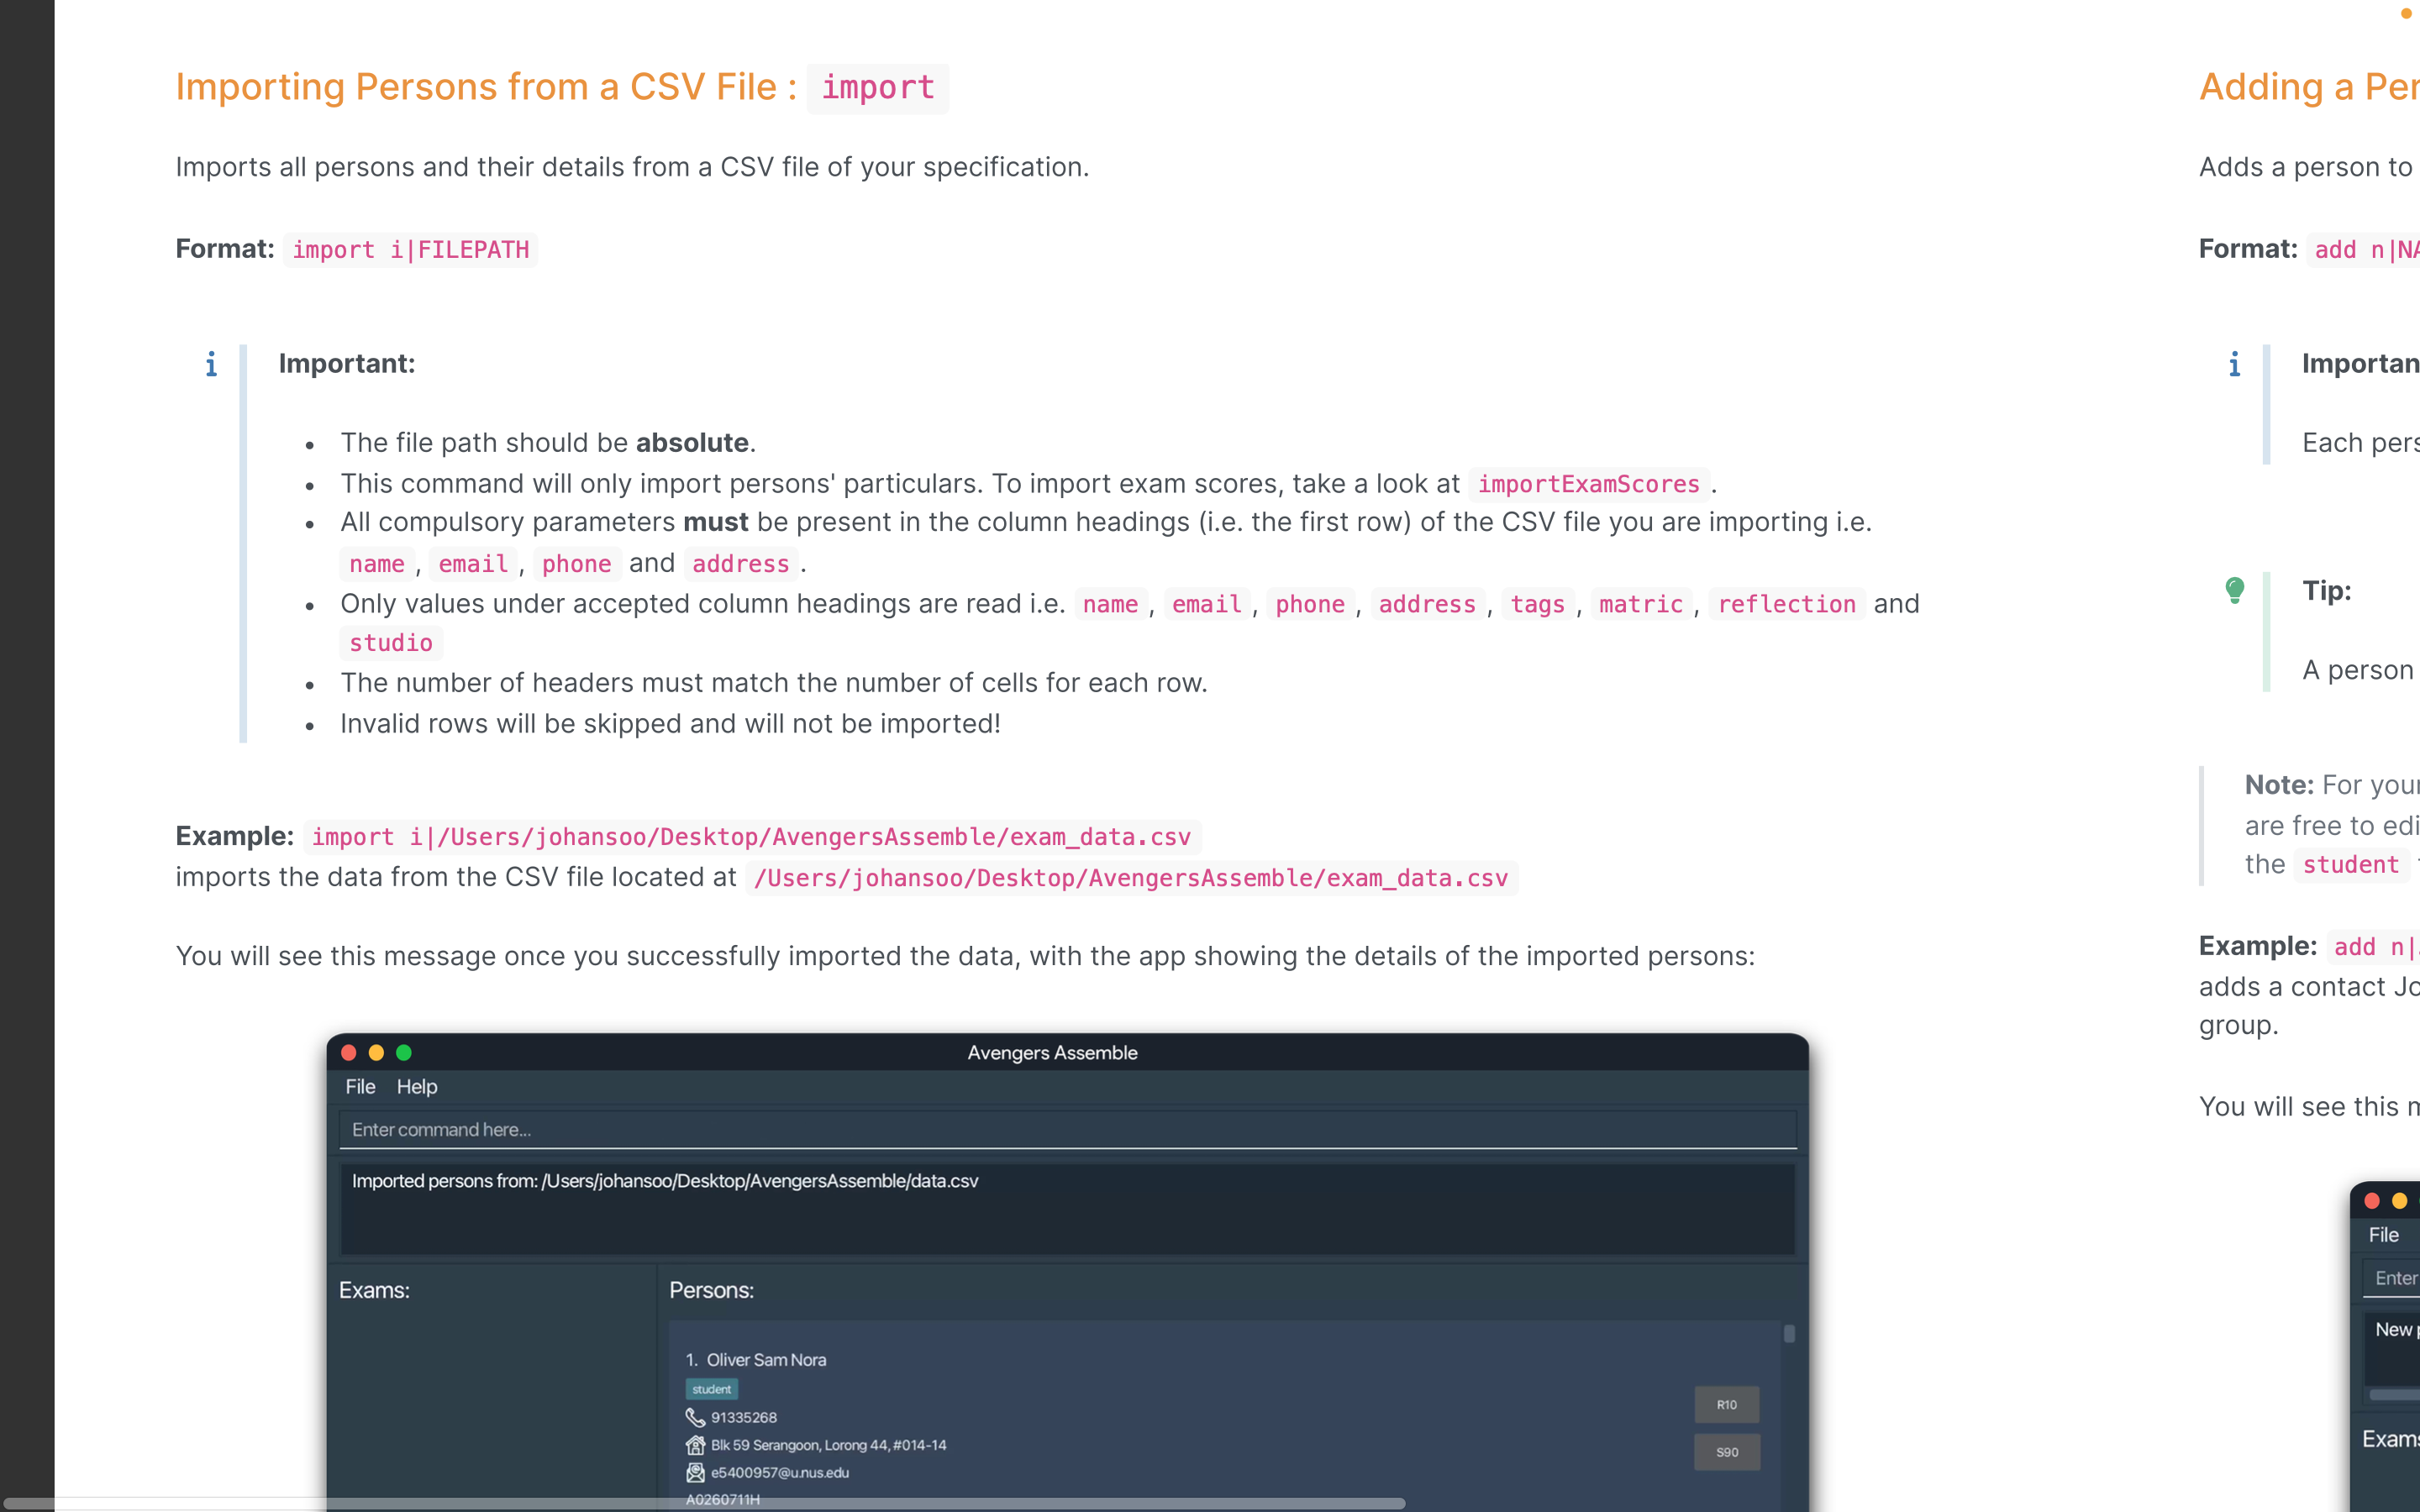 Importing Persons from a CSV File : import
Imports all persons and their details from a CSV file of your specification.
Format: import i|FILEPATH
i
Important:
• The file path should be absolute.
• This command will only import persons' particulars. To import exam scores, take a look at importExamScores .
• All compulsory parameters must be present in the column headings (i.e. the first row) of the CSV file you are importing i.e.
name , email , phone and address .
• Only values under accepted column headings are read i.e. name , email , phone , address , tags , matric , reflection and
studio
• The number of headers must match the number of cells for each row.
• Invalid rows will be skipped and will not be imported!
Example: import i|/Users/johansoo/Desktop/AvengersAssemble/exam_data.csv
imports the data from the CSV file located at /Users/johansoo/Desktop/AvengersAssemble/exam_data.csv
You will see this message once you successfully imported the data, with the app showing the details of the imported persons:
Avengers Assemble
File Help
Enter command here...
Imported persons from: /Users/johansoo/Desktop/AvengersAssemble/data.csv
Exams:
Persons:
1. Oliver Sam Nora
student
91335268
Blk 59 Serangoon, Lorong 44, #014-14
e5400957@u.nus.edu
A0260711H
R10
S90
Adding a Per
Adds a person to
Format: add n|NA
i
Importan
Each pers
Tip:
A person
Note: For your
are free to edi
the student
Example: add n|
adds a contact Jo
group.
You will see this m
File
Enter
New
Exams